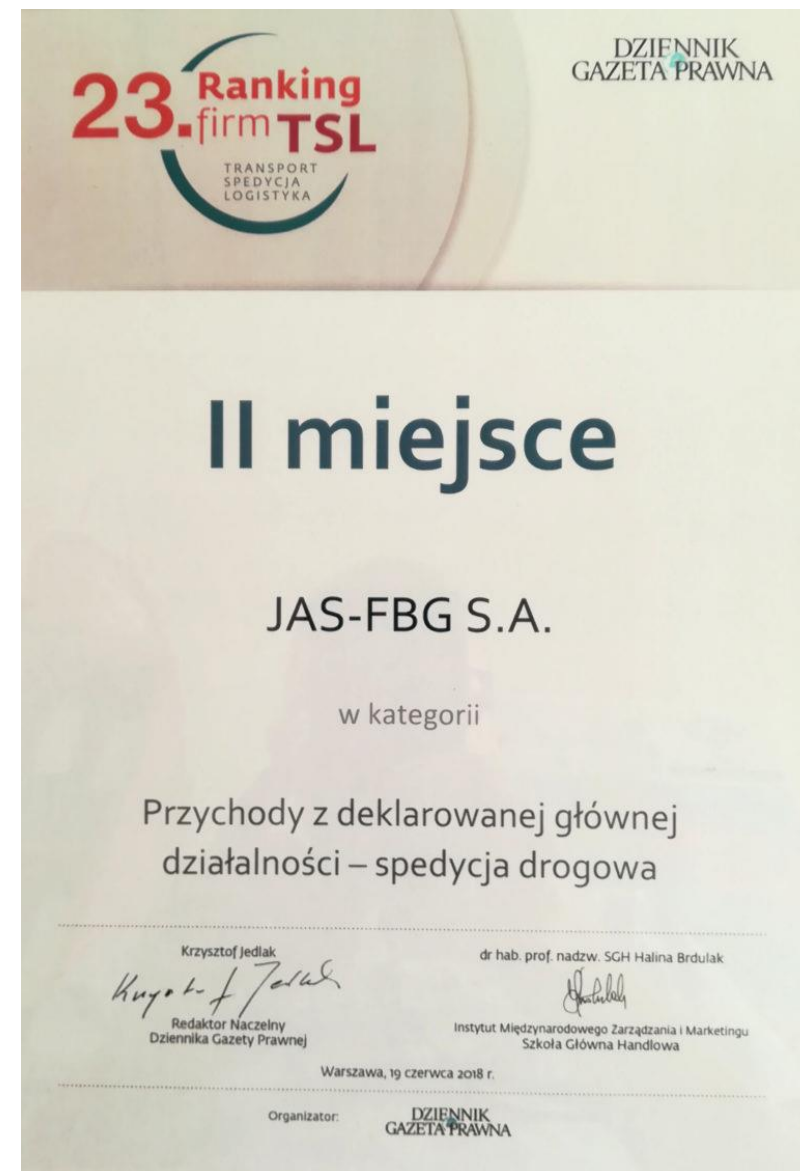 23. Ranking
firm TSL
TRANSPORT
SPEDYCJA
LOGISTYKA
DZIENNIK
GAZETA PRAWNA
II miejsce
JAS-FBG S.A.
w kategorii
Przychody z deklarowanej głównej
działalności – spedycja drogowa
Krzysztof Jedlak
Redaktor Naczelny
Dziennika Gazety Prawnej
dr hab. prof. nadzw. SGH Halina Brdulak
Instytut Międzynarodowego Zarządzania i Marketingu
Szkoła Główna Handlowa
Warszawa, 19 czerwca 2018 r.
Organizator:
DZIENNIK
GAZETA PRAWNA